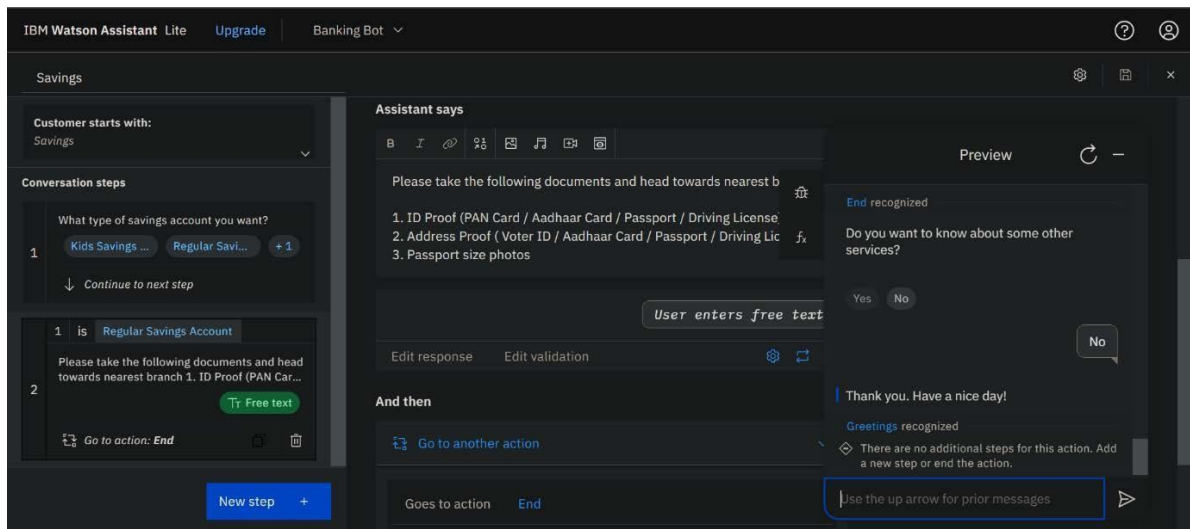 IBM Watson Assistant Lite Upgrade Banking Bot
Savings
Customer starts with:
Savings
Conversation steps
1
What type of savings account you want?
Kids Savings ... Regular Savi... + 1
Continue to next step
2
1 is Regular Savings Account
Please take the following documents and head
towards nearest branch 1. ID Proof (PAN Car...
Free text
Go to action: End
New step +
Assistant says
B I
Please take the following documents and head towards nearest b
1. ID Proof (PAN Card / Aadhaar Card / Passport / Driving License)
2. Address Proof ( Voter ID / Aadhaar Card / Passport / Driving Lic
3. Passport size photos
User enters free text
Edit response Edit validation
And then
Go to another action
Goes to action End
Preview
End recognized
Do you want to know about some other
services?
Yes No
No
Thank you. Have a nice day!
Greetings recognized
There are no additional steps for this action. Add
a new step or end the action.
Use the up arrow for prior messages